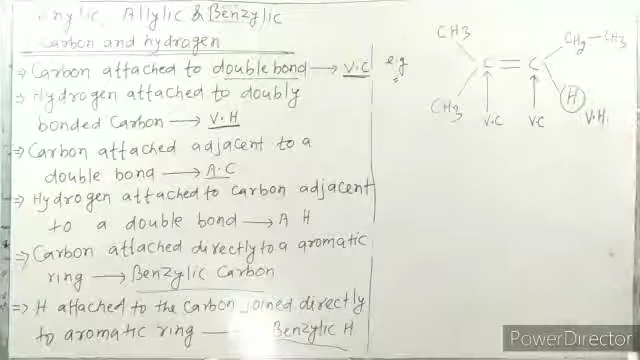 Allylic & Benzylic
Carbon and hydrogen
⇒ Carbon attached to double bond → V.C
⇒ Hydrogen attached to doubly
bonded Carbon → V.H
⇒ Carbon attached adjacent to a
double bond → A.C
⇒ Hydrogen attached to carbon adjacent
to a double bond → A H
⇒ Carbon attached directly to a aromatic
ring → Benzylic Carbon
⇒ H attached to the carbon joined directly
to aromatic ring — Benzylic H
e.g
CH3
CH2-CH3
C = C
CH3
H
V.C
V.C
V.H
PowerDirector